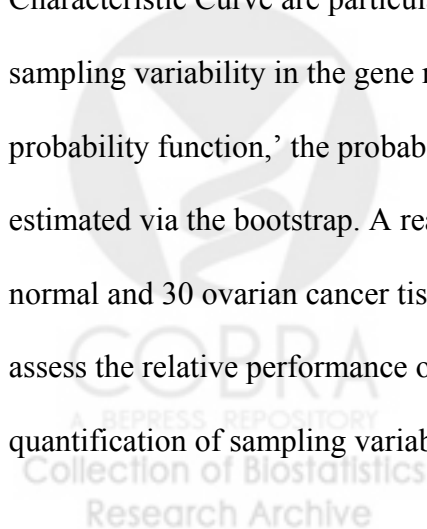 Characteristic Curve are particular
sampling variability in the gene
probability function,’ the probab
estimated via the bootstrap. A rea
normal and 30 ovarian cancer tis
assess the relative performance o
quantification of sampling variab
COBRA
A BEPRESS REPOSITORY
Collection of Biostatistics
Research Archive